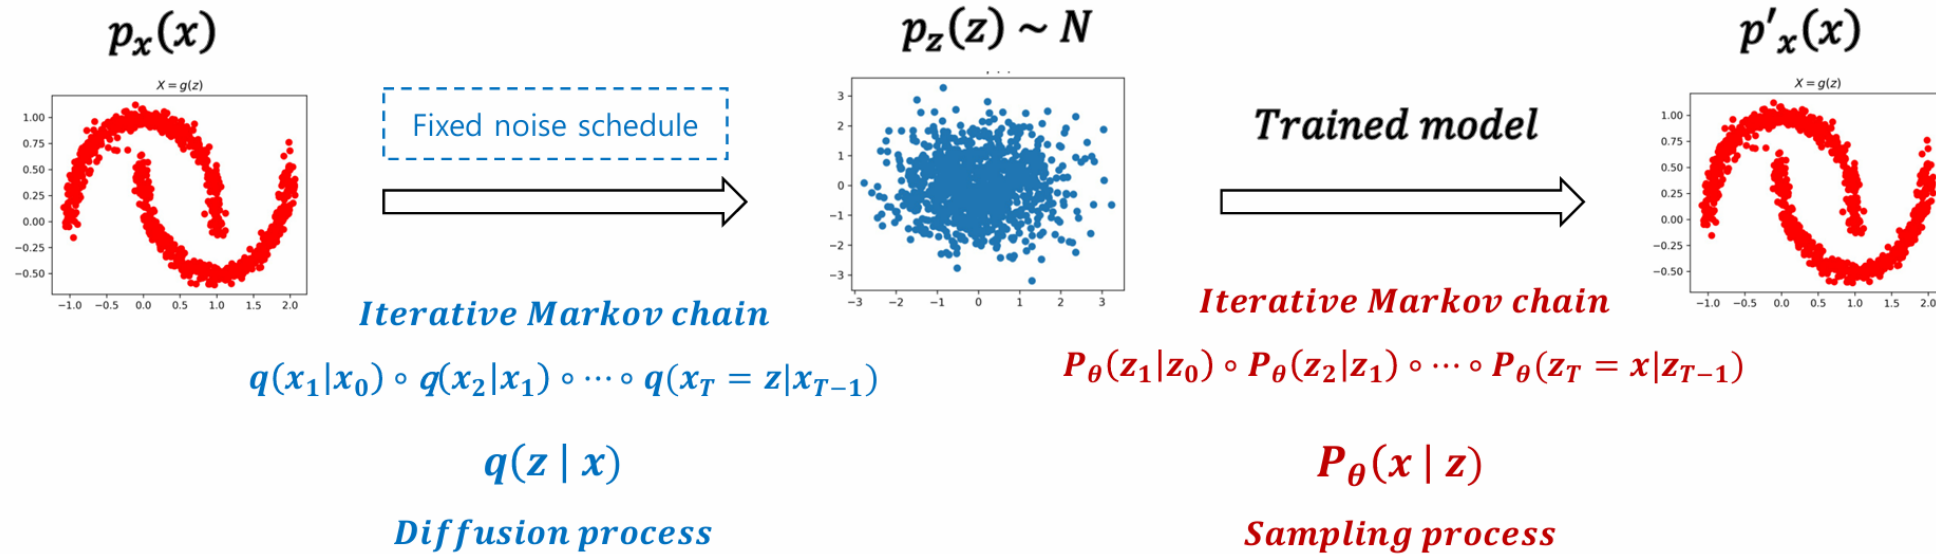 pₓ(x)
p_z(z) ~ N
p'ₓ(x)
X = g(z)
1.00
0.75
0.50
0.25
0.00
−0.25
−0.50
−1.0 −0.5 0.0 0.5 1.0 1.5 2.0
Fixed noise schedule
3
2
1
0
−1
−2
−3
−3 −2 −1 0 1 2 3
Trained model
X = g(z)
1.00
0.75
0.50
0.25
0.00
−0.25
−0.50
−1.0 −0.5 0.0 0.5 1.0 1.5 2.0
Iterative Markov chain
q(x₁|x₀) ∘ q(x₂|x₁) ∘ ⋯ ∘ q(x_T = z|x_{T−1})
q(z | x)
Diffusion process
Iterative Markov chain
P_θ(z₁|z₀) ∘ P_θ(z₂|z₁) ∘ ⋯ ∘ P_θ(z_T = x|z_{T−1})
P_θ(x | z)
Sampling process